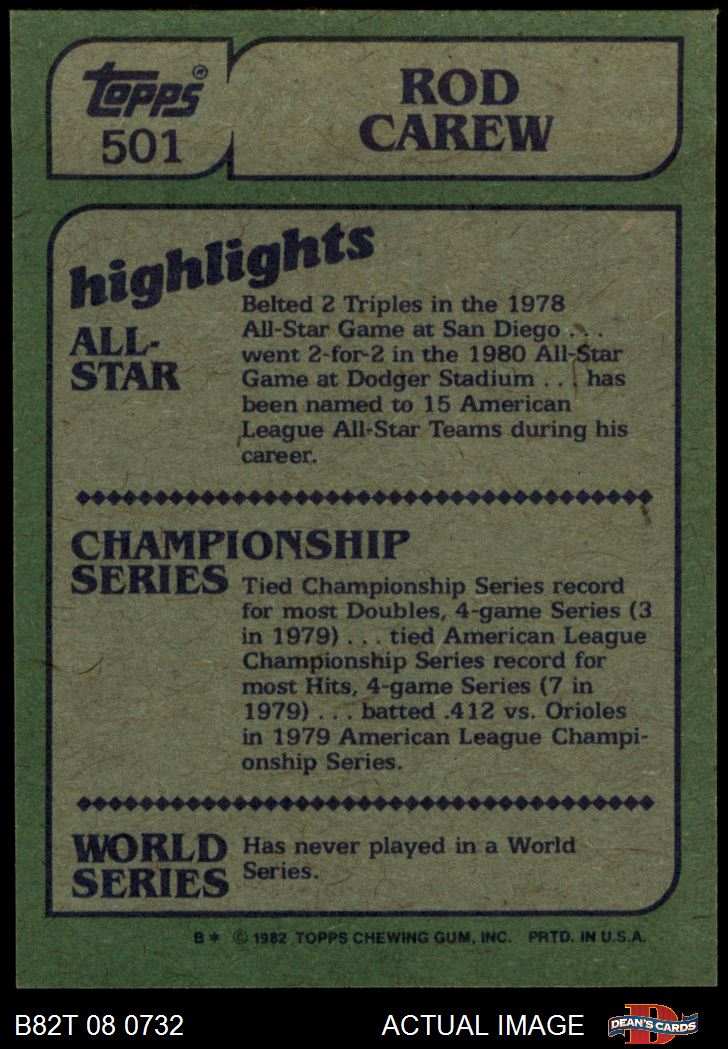 Topps®
501
ROD
CAREW
highlights
ALL-
STAR
Belted 2 Triples in the 1978
All-Star Game at San Diego . . .
went 2-for-2 in the 1980 All-Star
Game at Dodger Stadium . . . has
been named to 15 American
League All-Star Teams during his
career.
CHAMPIONSHIP
SERIES
Tied Championship Series record
for most Doubles, 4-game Series (3
in 1979) . . . tied American League
Championship Series record for
most Hits, 4-game Series (7 in
1979) . . . batted .412 vs. Orioles
in 1979 American League Champi-
onship Series.
WORLD
SERIES
Has never played in a World
Series.
B* © 1982 TOPPS CHEWING GUM, INC. PRTD. IN U.S.A.
B82T 08 0732
ACTUAL IMAGE
D
DEAN'S CARDS